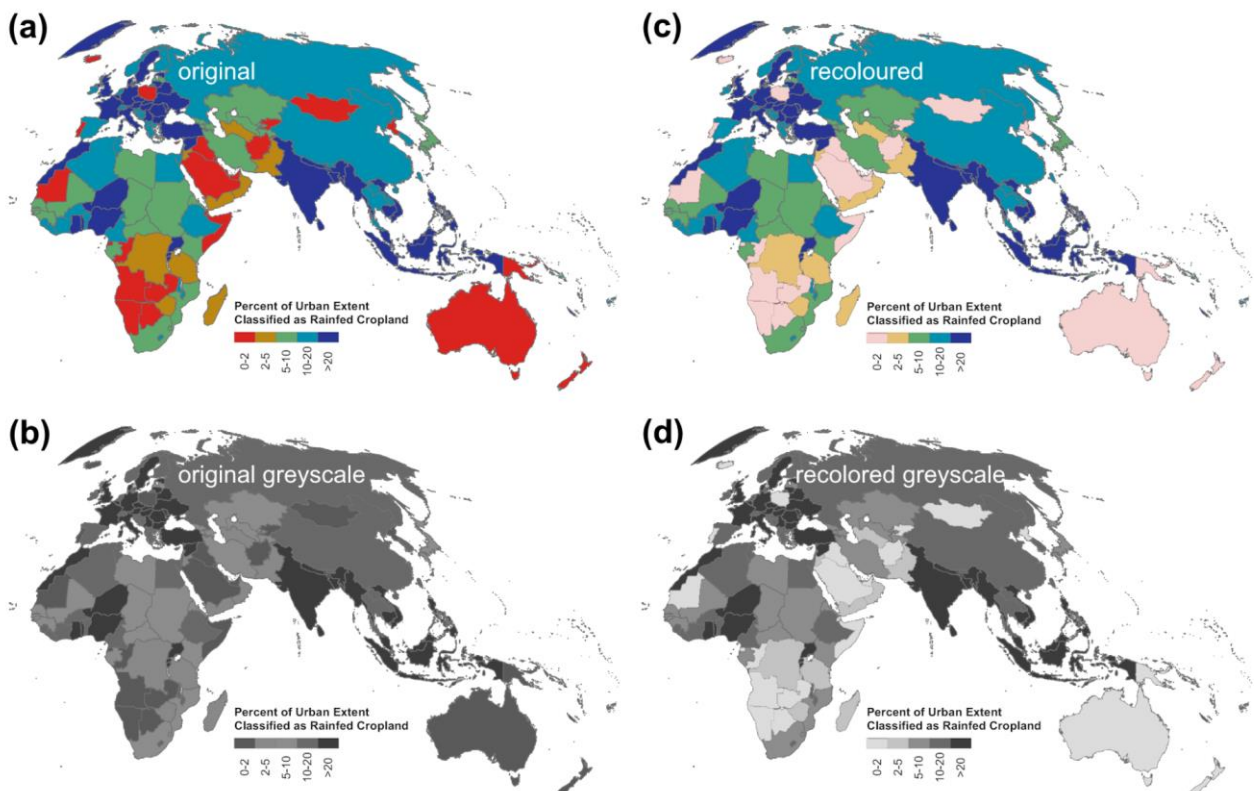 (a)
original
Percent of Urban Extent
Classified as Rainfed Cropland
0-2
2-5
5-10
10-20
>20
(c)
recoloured
Percent of Urban Extent
Classified as Rainfed Cropland
0-2
2-5
5-10
10-20
>20
(b)
original greyscale
Percent of Urban Extent
Classified as Rainfed Cropland
0-2
2-5
5-10
10-20
>20
(d)
recolored greyscale
Percent of Urban Extent
Classified as Rainfed Cropland
0-2
2-5
5-10
10-20
>20